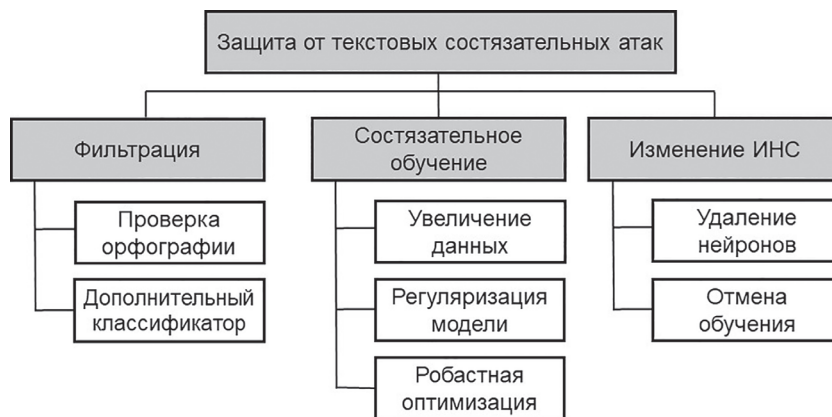 Защита от текстовых состязательных атак
Фильтрация
Проверка
орфографии
Дополнительный
классификатор
Состязательное
обучение
Увеличение
данных
Регуляризация
модели
Робастная
оптимизация
Изменение ИНС
Удаление
нейронов
Отмена
обучения